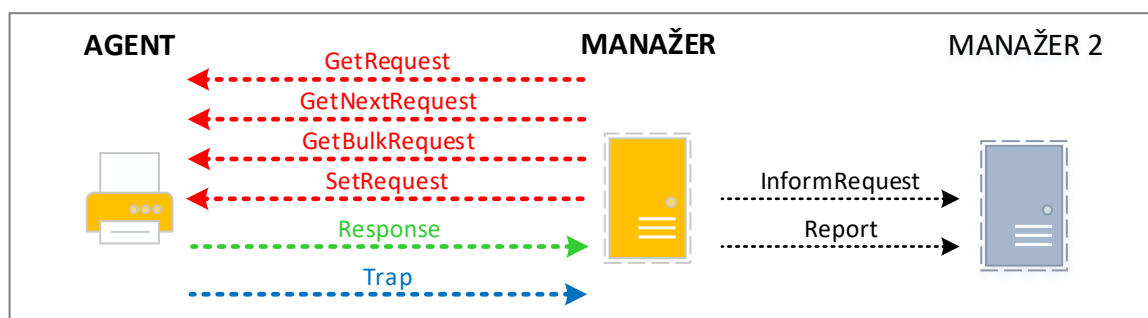 AGENT
MANAŽER
MANAŽER 2
GetRequest
GetNextRequest
GetBulkRequest
SetRequest
Response
Trap
InformRequest
Report